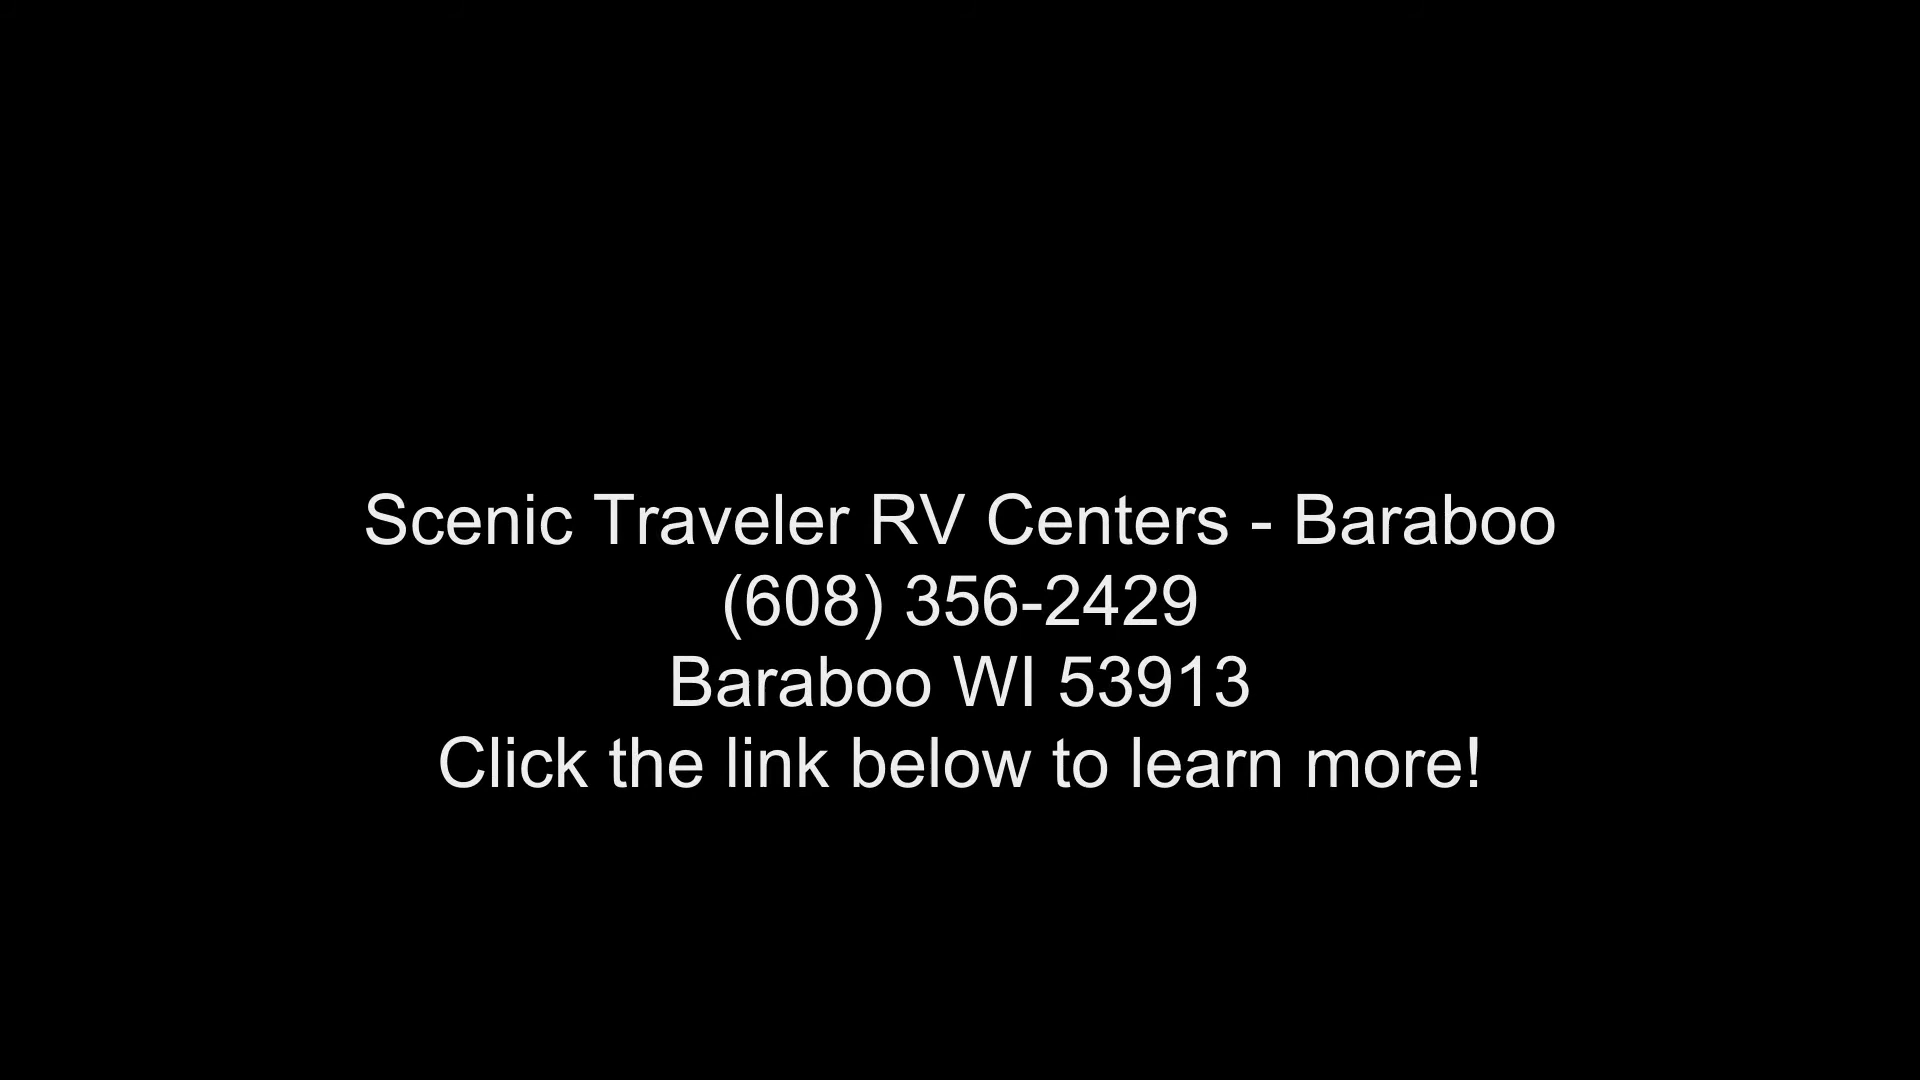 Scenic Traveler RV Centers - Baraboo
(608) 356-2429
Baraboo WI 53913
Click the link below to learn more!